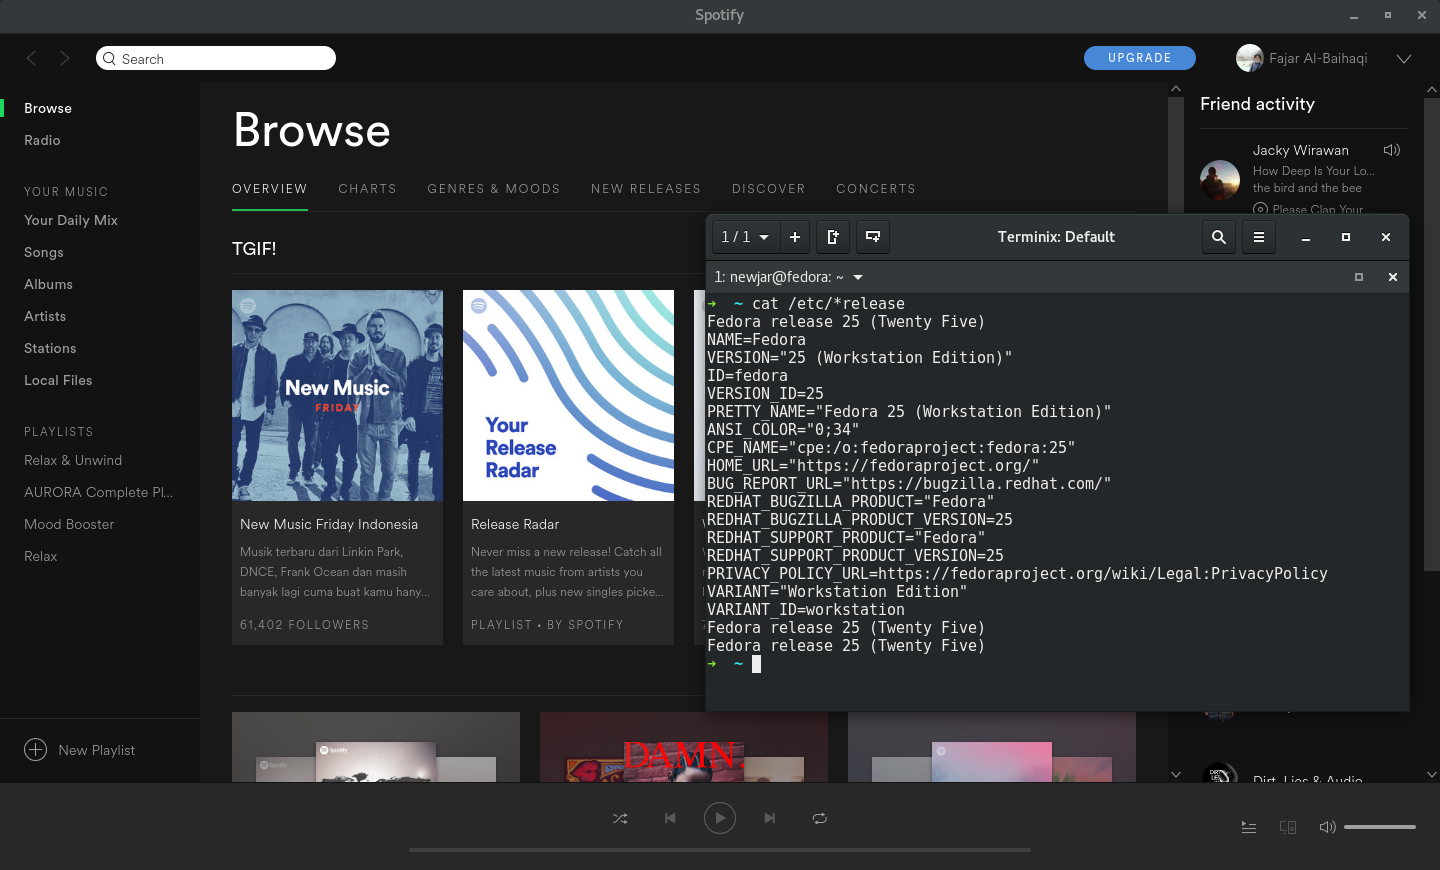 Spotify
Search
UPGRADE
Fajar Al-Baihaqi
Browse
Radio
YOUR MUSIC
Your Daily Mix
Songs
Albums
Artists
Stations
Local Files
PLAYLISTS
Relax & Unwind
AURORA Complete Pl...
Mood Booster
Relax
New Playlist
Browse
OVERVIEW
CHARTS
GENRES & MOODS
NEW RELEASES
DISCOVER
CONCERTS
TGIF!
New Music
FRIDAY
New Music Friday Indonesia
Musik terbaru dari Linkin Park,
DNCE, Frank Ocean dan masih
banyak lagi cuma buat kamu hany...
61,402 FOLLOWERS
Your
Release
Radar
Release Radar
Never miss a new release! Catch all
the latest music from artists you
care about, plus new singles picke...
PLAYLIST • BY SPOTIFY
Spotify
DAMN.
Friend activity
Jacky Wirawan
How Deep Is Your Lo...
the bird and the bee
Please Clap Your...
Dirt, Lies & Audio
1 / 1
Terminix: Default
1: newjar@fedora: ~
➜  ~ cat /etc/*release
Fedora release 25 (Twenty Five)
NAME=Fedora
VERSION="25 (Workstation Edition)"
ID=fedora
VERSION_ID=25
PRETTY_NAME="Fedora 25 (Workstation Edition)"
ANSI_COLOR="0;34"
CPE_NAME="cpe:/o:fedoraproject:fedora:25"
HOME_URL="https://fedoraproject.org/"
BUG_REPORT_URL="https://bugzilla.redhat.com/"
REDHAT_BUGZILLA_PRODUCT="Fedora"
REDHAT_BUGZILLA_PRODUCT_VERSION=25
REDHAT_SUPPORT_PRODUCT="Fedora"
REDHAT_SUPPORT_PRODUCT_VERSION=25
PRIVACY_POLICY_URL=https://fedoraproject.org/wiki/Legal:PrivacyPolicy
VARIANT="Workstation Edition"
VARIANT_ID=workstation
Fedora release 25 (Twenty Five)
Fedora release 25 (Twenty Five)
➜  ~